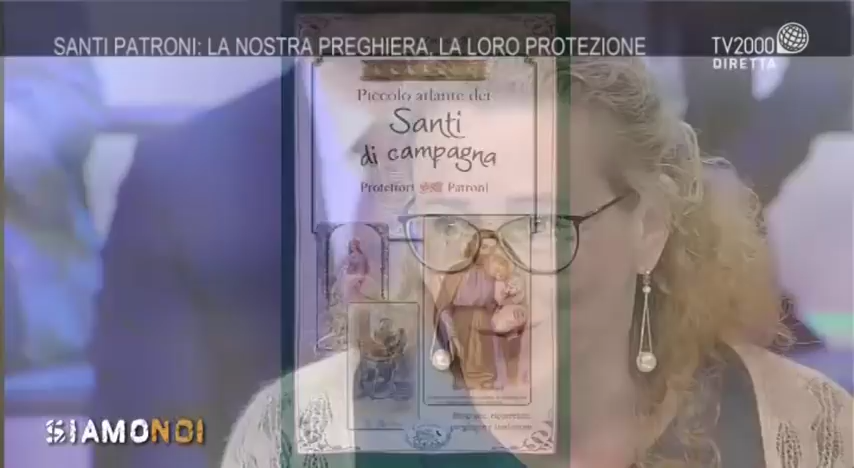 SANTI PATRONI: LA NOSTRA PREGHIERA, LA LORO PROTEZIONE
TV2000
DIRETTA
Piccolo atlante dei
Santi
di campagna
Protettori Patroni
SIAMONOI